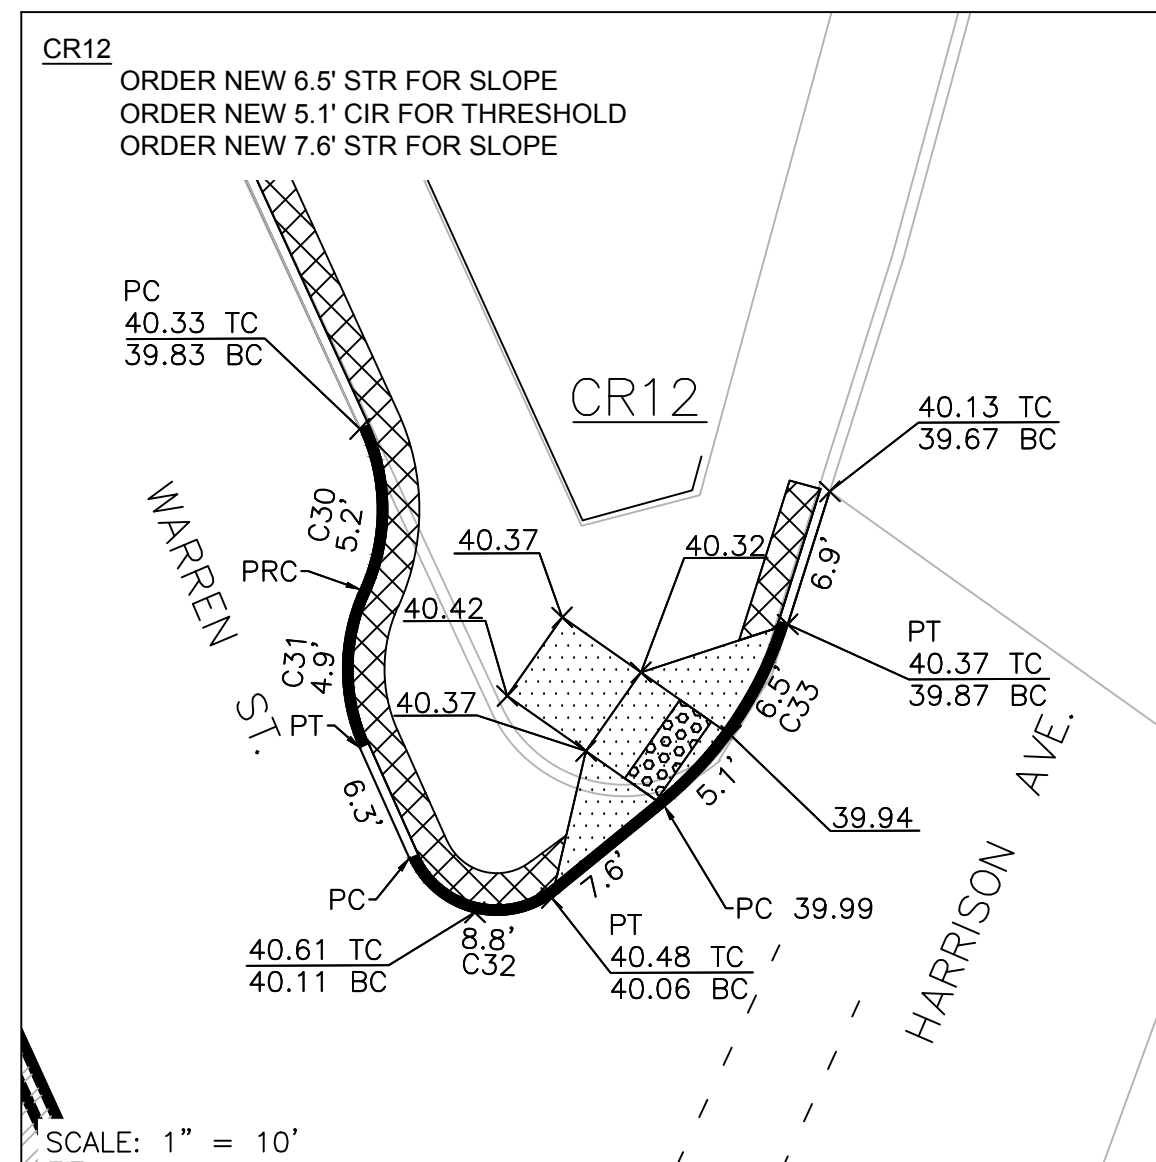 CR12
ORDER NEW 6.5' STR FOR SLOPE
ORDER NEW 5.1' CIR FOR THRESHOLD
ORDER NEW 7.6' STR FOR SLOPE
PC
40.33 TC
39.83 BC
CR12
40.13 TC
39.67 BC
WARREN ST.
C30
5.2'
PRC
40.37
40.32
6.9'
40.42
C31
4.9'
PT
40.37 TC
39.87 BC
40.37
6.5'
C33
PT
6.3'
5.1'
39.94
HARRISON AVE.
7.6'
PC
PC 39.99
40.61 TC
40.11 BC
8.8'
C32
PT
40.48 TC
40.06 BC
SCALE: 1" = 10'